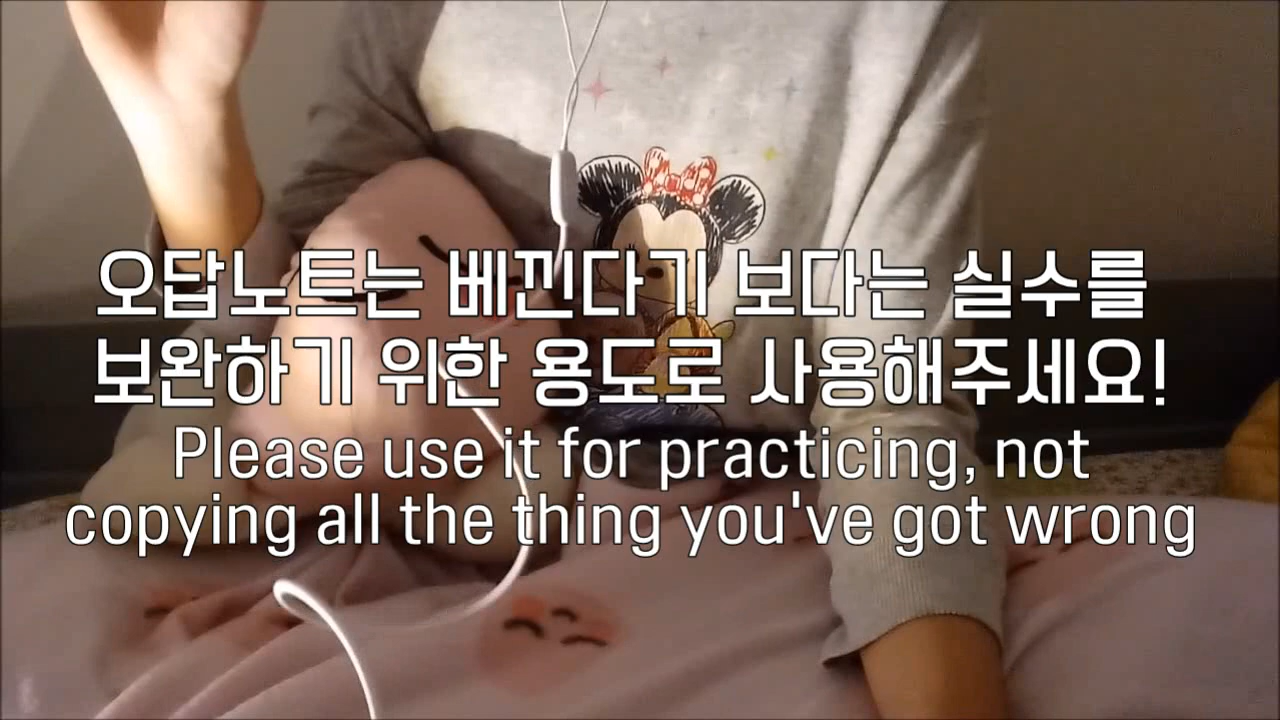 오답노트는 베낀다기 보다는 실수를
보완하기 위한 용도로 사용해주세요!
Please use it for practicing, not
copying all the thing you've got wrong